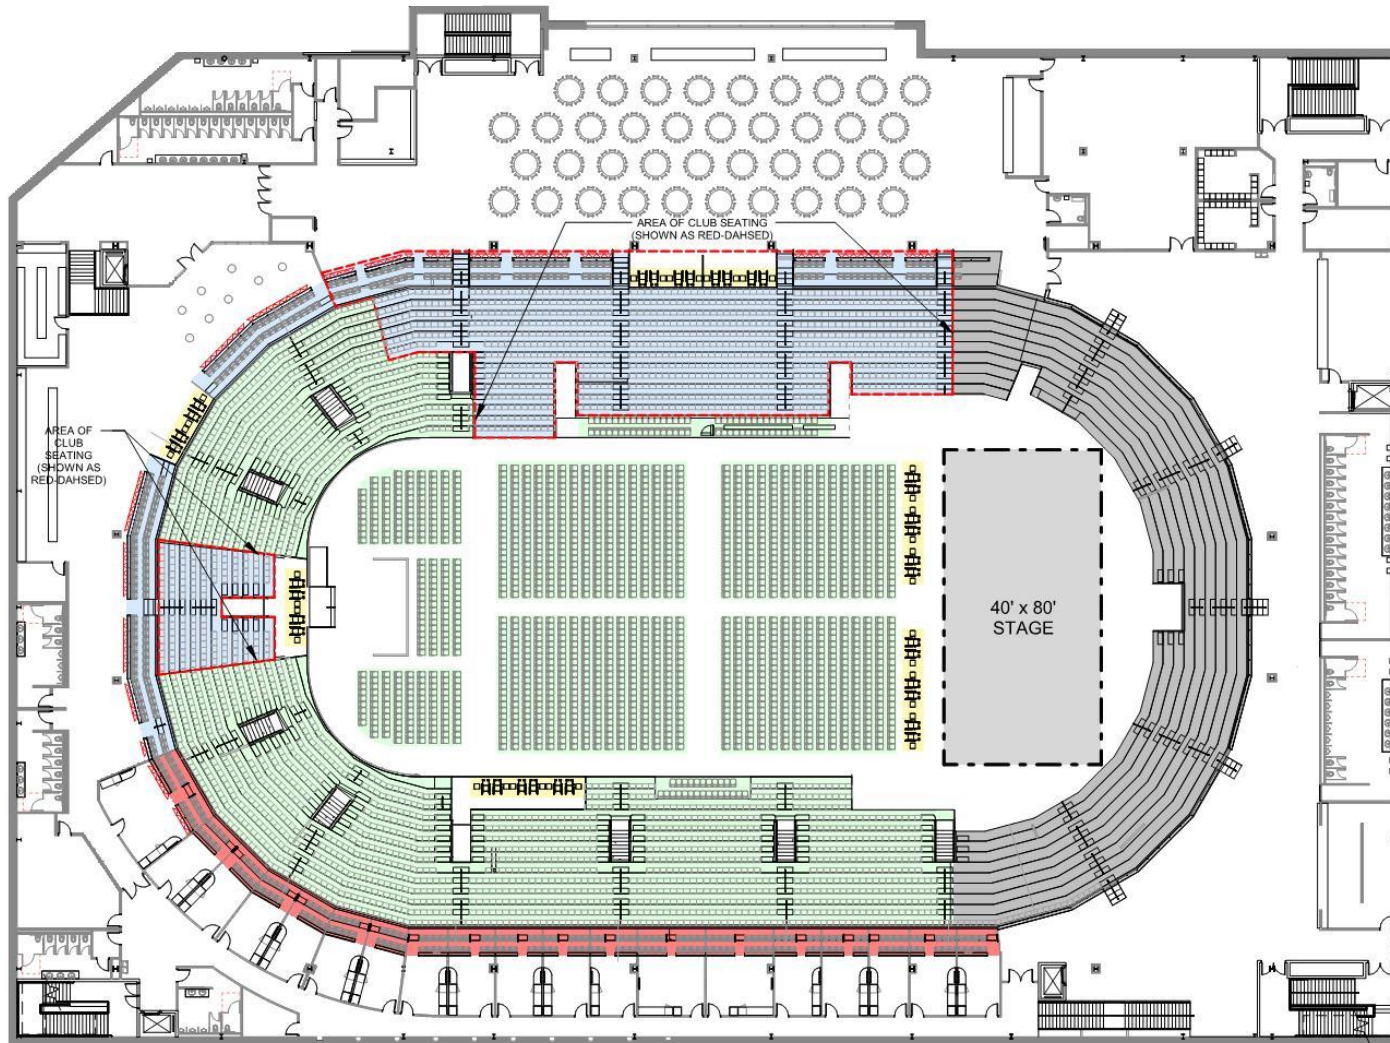 AREA OF CLUB SEATING
(SHOWN AS RED-DAHSED)
AREA OF
CLUB
SEATING
(SHOWN AS
RED-DAHSED)
40' x 80'
STAGE